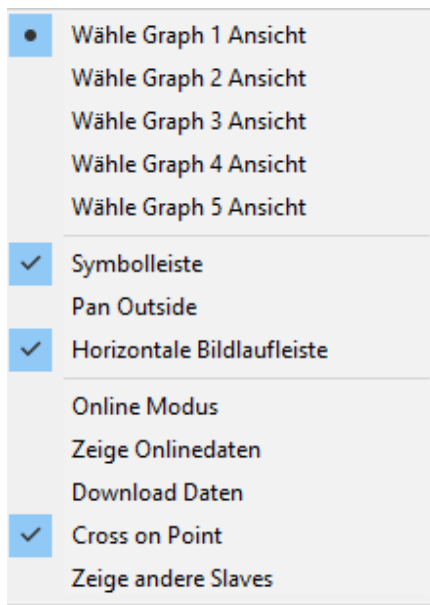 Wähle Graph 1 Ansicht
Wähle Graph 2 Ansicht
Wähle Graph 3 Ansicht
Wähle Graph 4 Ansicht
Wähle Graph 5 Ansicht
Symbolleiste
Pan Outside
Horizontale Bildlaufleiste
Online Modus
Zeige Onlinedaten
Download Daten
Cross on Point
Zeige andere Slaves